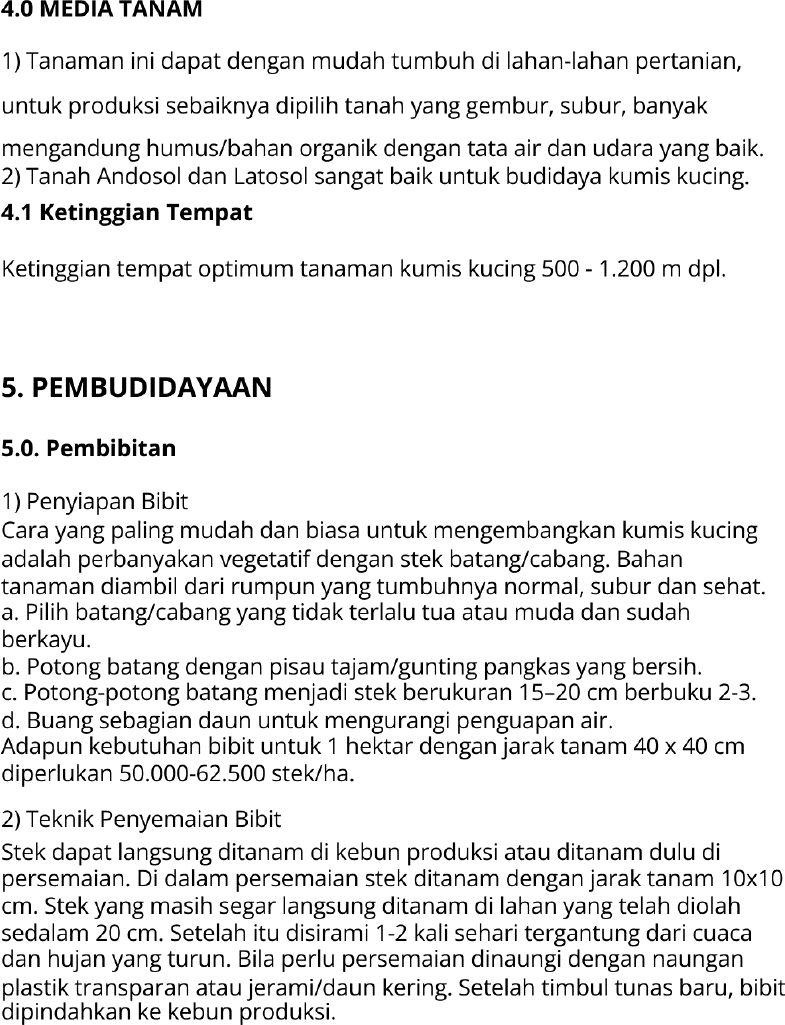 4.0 MEDIA TANAM
1) Tanaman ini dapat dengan mudah tumbuh di lahan-lahan pertanian,
untuk produksi sebaiknya dipilih tanah yang gembur, subur, banyak
mengandung humus/bahan organik dengan tata air dan udara yang baik.
2) Tanah Andosol dan Latosol sangat baik untuk budidaya kumis kucing.
4.1 Ketinggian Tempat
Ketinggian tempat optimum tanaman kumis kucing 500 - 1.200 m dpl.
5. PEMBUDIDAYAAN
5.0. Pembibitan
1) Penyiapan Bibit
Cara yang paling mudah dan biasa untuk mengembangkan kumis kucing
adalah perbanyakan vegetatif dengan stek batang/cabang. Bahan
tanaman diambil dari rumpun yang tumbuhnya normal, subur dan sehat.
a. Pilih batang/cabang yang tidak terlalu tua atau muda dan sudah
berkayu.
b. Potong batang dengan pisau tajam/gunting pangkas yang bersih.
c. Potong-potong batang menjadi stek berukuran 15–20 cm berbuku 2-3.
d. Buang sebagian daun untuk mengurangi penguapan air.
Adapun kebutuhan bibit untuk 1 hektar dengan jarak tanam 40 x 40 cm
diperlukan 50.000-62.500 stek/ha.
2) Teknik Penyemaian Bibit
Stek dapat langsung ditanam di kebun produksi atau ditanam dulu di
persemaian. Di dalam persemaian stek ditanam dengan jarak tanam 10x10
cm. Stek yang masih segar langsung ditanam di lahan yang telah diolah
sedalam 20 cm. Setelah itu disirami 1-2 kali sehari tergantung dari cuaca
dan hujan yang turun. Bila perlu persemaian dinaungi dengan naungan
plastik transparan atau jerami/daun kering. Setelah timbul tunas baru, bibit
dipindahkan ke kebun produksi.